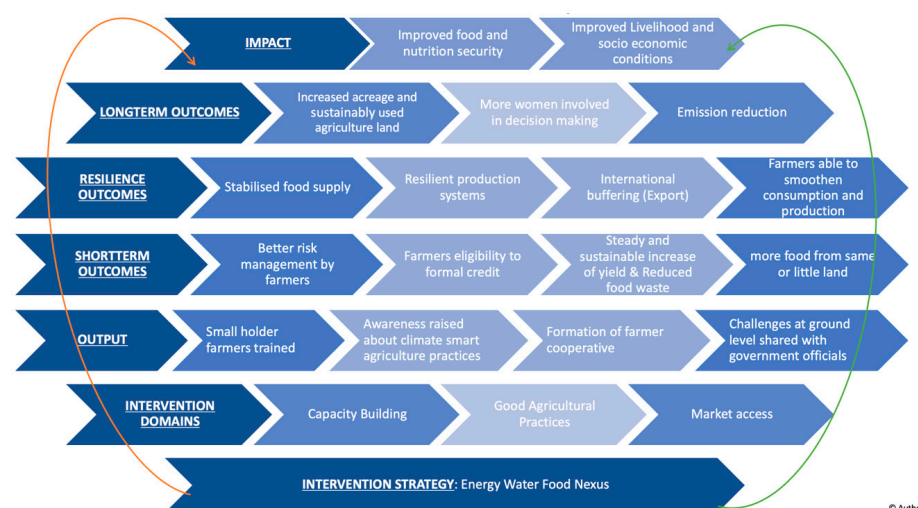 IMPACT
Improved food and
nutrition security
Improved Livelihood and
socio economic
conditions
LONGTERM OUTCOMES
Increased acreage and
sustainably used
agriculture land
More women involved
in decision making
Emission reduction
RESILIENCE
OUTCOMES
Stabilised food supply
Resilient production
systems
International
buffering (Export)
Farmers able to
smoothen
consumption and
production
SHORTTERM
OUTCOMES
Better risk
management by
farmers
Farmers eligibility to
formal credit
Steady and
sustainable increase
of yield & Reduced
food waste
more food from same
or little land
OUTPUT
Small holder
farmers trained
Awareness raised
about climate smart
agriculture practices
Formation of farmer
cooperative
Challenges at ground
level shared with
government officials
INTERVENTION
DOMAINS
Capacity Building
Good Agricultural
Practices
Market access
INTERVENTION STRATEGY: Energy Water Food Nexus